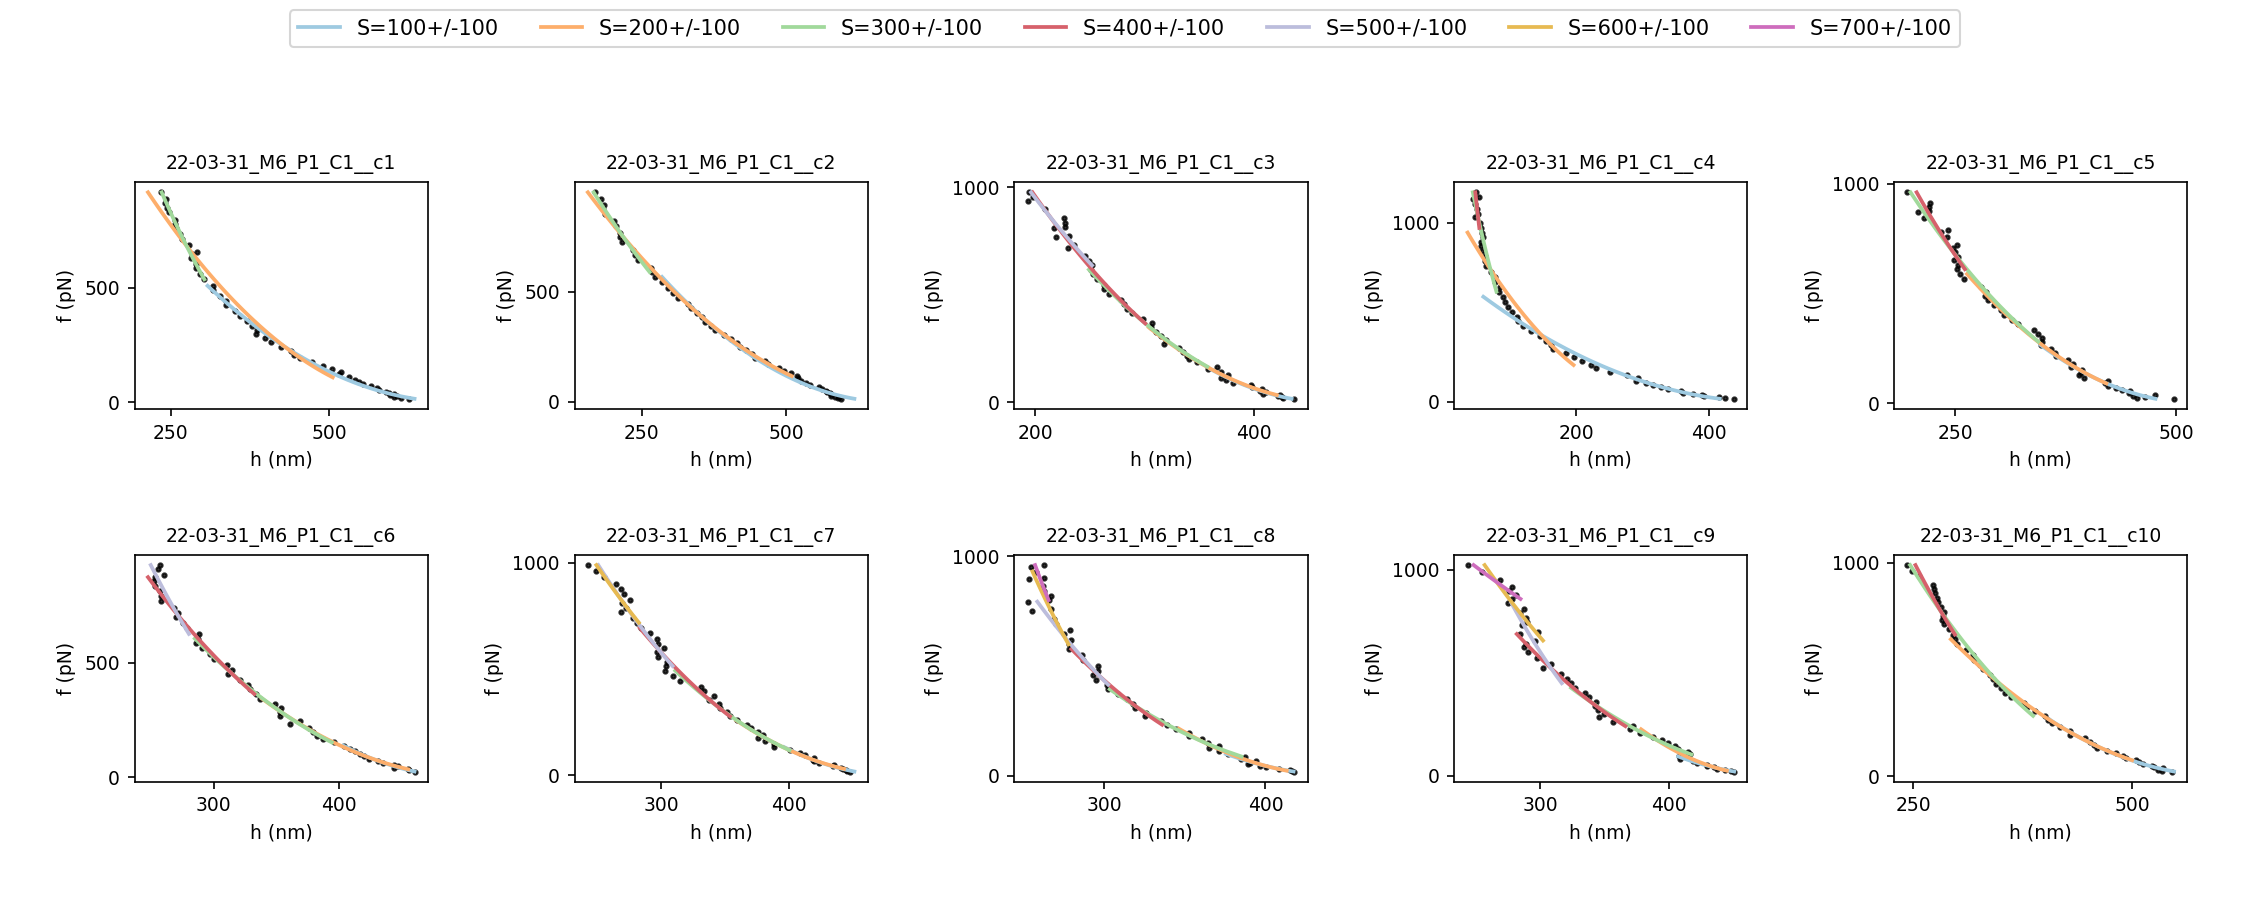 S=100+/-100 S=200+/-100 S=300+/-100 S=400+/-100 S=500+/-100 S=600+/-100 S=700+/-100
22-03-31_M6_P1_C1__c1
f (pN)
500
0
250 500
h (nm)
22-03-31_M6_P1_C1__c2
f (pN)
500
0
250 500
h (nm)
22-03-31_M6_P1_C1__c3
f (pN)
1000
0
200 400
h (nm)
22-03-31_M6_P1_C1__c4
f (pN)
1000
0
200 400
h (nm)
22-03-31_M6_P1_C1__c5
f (pN)
1000
0
250 500
h (nm)
22-03-31_M6_P1_C1__c6
f (pN)
500
0
300 400
h (nm)
22-03-31_M6_P1_C1__c7
f (pN)
1000
0
300 400
h (nm)
22-03-31_M6_P1_C1__c8
f (pN)
1000
0
300 400
h (nm)
22-03-31_M6_P1_C1__c9
f (pN)
1000
0
300 400
h (nm)
22-03-31_M6_P1_C1__c10
f (pN)
1000
0
250 500
h (nm)